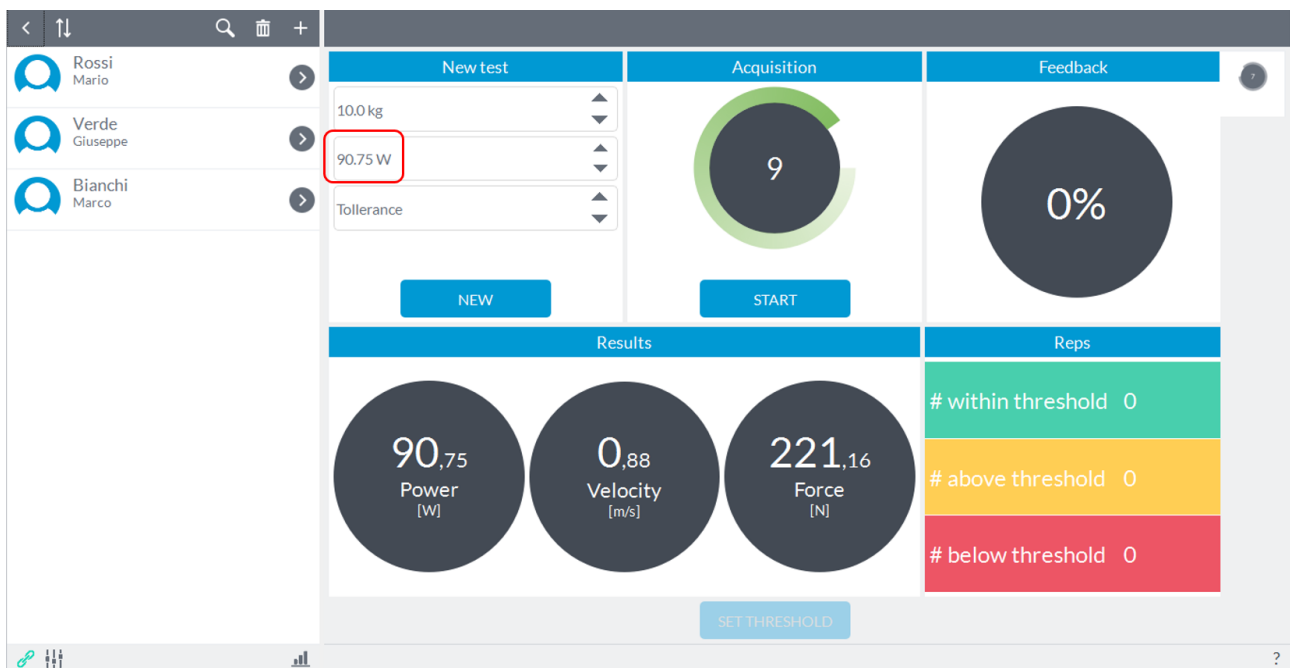 Rossi
Mario
Verde
Giuseppe
Bianchi
Marco
New test
10.0 kg
90.75 W
Tollerance
NEW
Acquisition
9
START
Feedback
0%
7
Results
90,75
Power
[W]
0,88
Velocity
[m/s]
221,16
Force
[N]
Reps
# within threshold 0
# above threshold 0
# below threshold 0
SET THRESHOLD
?